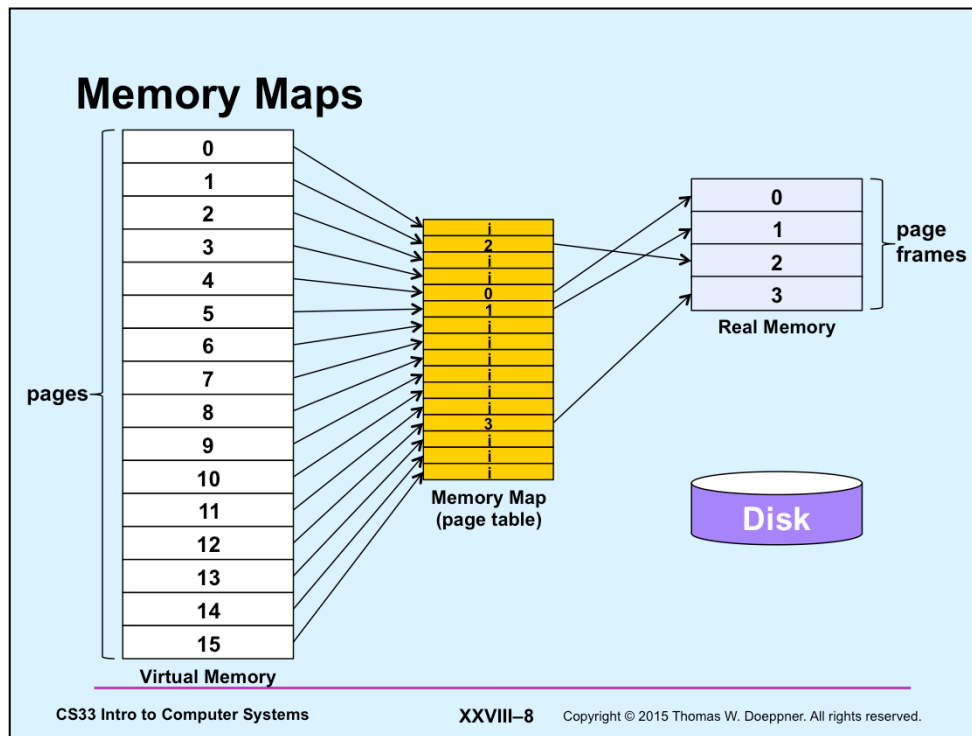 Memory Maps
0
1
2
3
4
5
6
7
8
9
10
11
12
13
14
15
pages
Virtual Memory
i
2
i
i
0
1
i
i
i
i
i
i
3
i
i
i
Memory Map
(page table)
0
1
2
3
page
frames
Real Memory
Disk
CS33 Intro to Computer Systems
XXVIII–8
Copyright © 2015 Thomas W. Doeppner. All rights reserved.